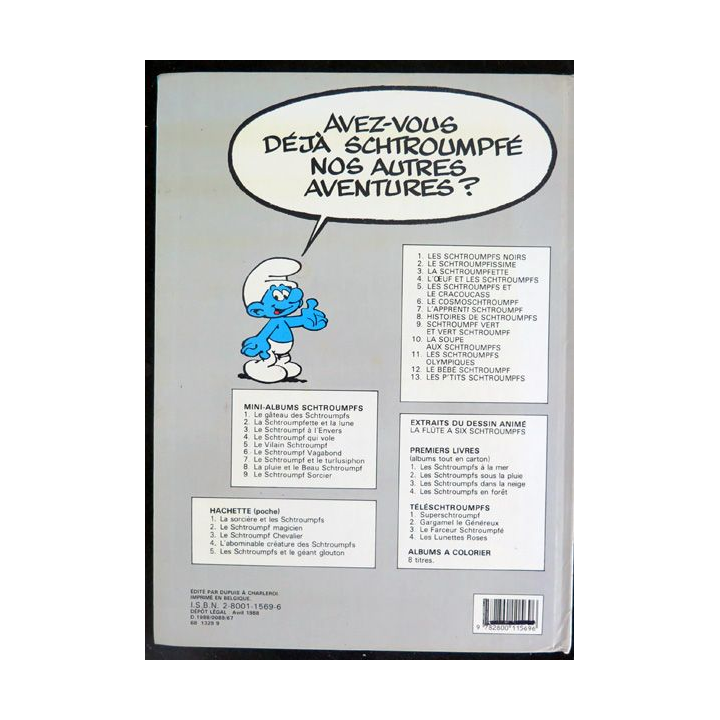 AVEZ-VOUS
DÉJÀ SCHTROUMPFÉ
NOS AUTRES
AVENTURES ?
1. LES SCHTROUMPFS NOIRS
2. LE SCHTROUMPFISSIME
3. LA SCHTROUMPFETTE
4. L'ŒUF ET LES SCHTROUMPFS
5. LES SCHTROUMPFS ET
LE CRACOUCASS
6. LE COSMOSCHTROUMPF
7. L'APPRENTI SCHTROUMPF
8. HISTOIRES DE SCHTROUMPFS
9. SCHTROUMPF VERT
ET VERT SCHTROUMPF
10. LA SOUPE
AUX SCHTROUMPFS
11. LES SCHTROUMPFS
OLYMPIQUES
12. LE BÉBÉ SCHTROUMPF
13. LES P'TITS SCHTROUMPFS
MINI-ALBUMS SCHTROUMPFS
1. Le gâteau des Schtroumpfs
2. La Schtroumpfette et la lune
3. Le Schtroumpf à l'Envers
4. Le Schtroumpf qui vole
5. Le Vilain Schtroumpf
6. Le Schtroumpf Vagabond
7. Le Schtroumpf et le turlusiphon
8. La pluie et le Beau Schtroumpf
9. Le Schtroumpf Sorcier
HACHETTE (poche)
1. La sorcière et les Schtroumpfs
2. Le Schtroumpf magicien
3. Le Schtroumpf Chevalier
4. L'abominable créature des Schtroumpfs
5. Les Schtroumpfs et le géant glouton
EXTRAITS DU DESSIN ANIMÉ
LA FLÛTE A SIX SCHTROUMPFS
PREMIERS LIVRES
(albums tout en carton)
1. Les Schtroumpfs à la mer
2. Les Schtroumpfs sous la pluie
3. Les Schtroumpfs dans la neige
4. Les Schtroumpfs en forêt
TÉLÉSCHTROUMPFS
1. Superschtroumpf
2. Gargamel le Généreux
3. Le Farceur Schtroumpfé
4. Les Lunettes Roses
ALBUMS A COLORIER
8 titres.
ÉDITÉ PAR DUPUIS À CHARLEROI.
IMPRIMÉ EN BELGIQUE.
I.S.B.N. 2-8001-1569-6
DÉPÔT LÉGAL : Avril 1988
D.1988/0089/67
68 1329 9
9 782800 115696